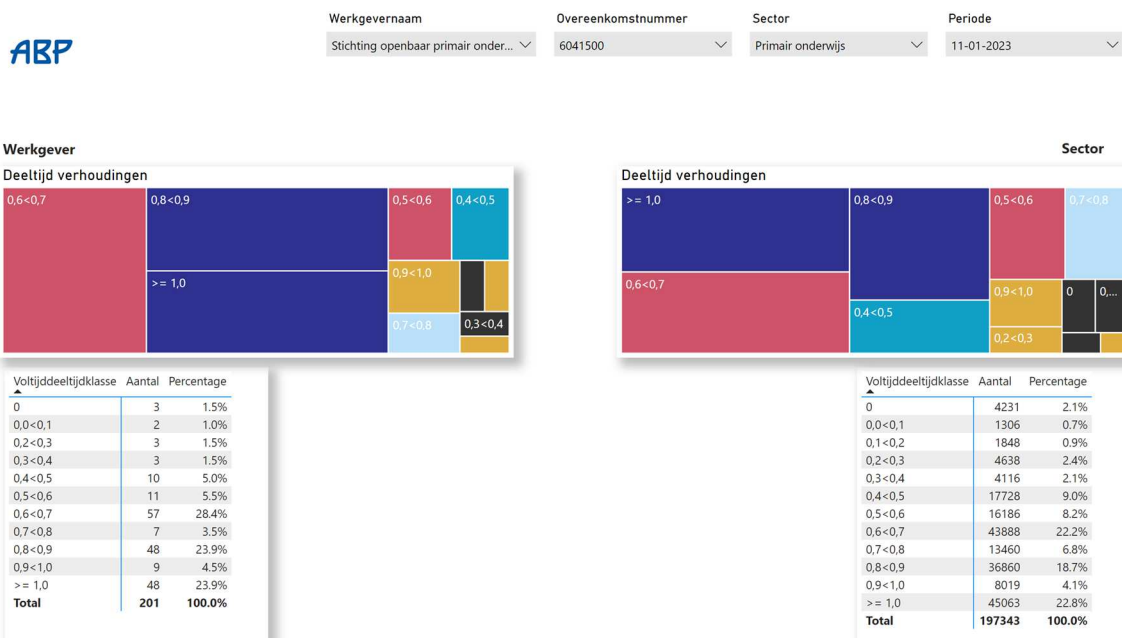 ABP
Werkgevernaam Overeenkomstnummer Sector Periode
Stichting openbaar primair onder... 6041500 Primair onderwijs 11-01-2023
Werkgever Sector
Deeltijd verhoudingen
0,6<0,7 0,8<0,9 0,5<0,6 0,4<0,5
>= 1,0 0,9<1,0
0,7<0,8 0,3<0,4
Deeltijd verhoudingen
>= 1,0 0,8<0,9 0,5<0,6 0,7<0,8
0,6<0,7 0,9<1,0 0 0,...
0,4<0,5 0,2<0,3
Voltijddeeltijdklasse Aantal Percentage
0 3 1.5%
0,0<0,1 2 1.0%
0,2<0,3 3 1.5%
0,3<0,4 3 1.5%
0,4<0,5 10 5.0%
0,5<0,6 11 5.5%
0,6<0,7 57 28.4%
0,7<0,8 7 3.5%
0,8<0,9 48 23.9%
0,9<1,0 9 4.5%
>= 1,0 48 23.9%
Total 201 100.0%
Voltijddeeltijdklasse Aantal Percentage
0 4231 2.1%
0,0<0,1 1306 0.7%
0,1<0,2 1848 0.9%
0,2<0,3 4638 2.4%
0,3<0,4 4116 2.1%
0,4<0,5 17728 9.0%
0,5<0,6 16186 8.2%
0,6<0,7 43888 22.2%
0,7<0,8 13460 6.8%
0,8<0,9 36860 18.7%
0,9<1,0 8019 4.1%
>= 1,0 45063 22.8%
Total 197343 100.0%